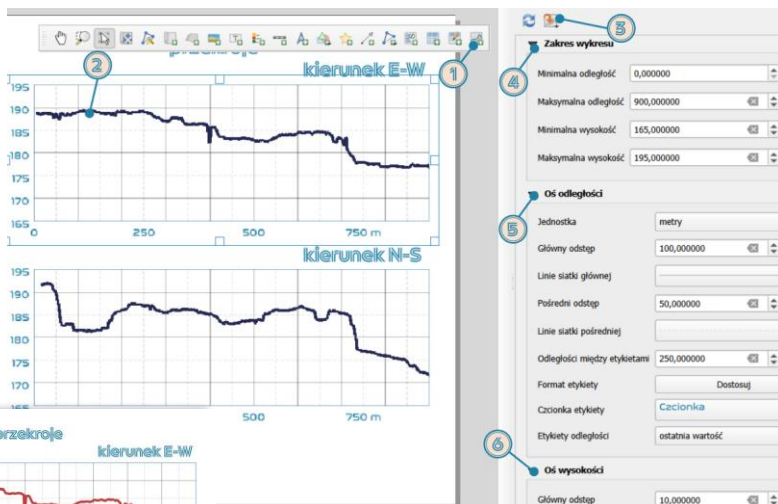 przekroje
kierunek E-W
195
190
185
180
175
170
165
0 250 500 750 m
kierunek N-S
195
190
185
180
175
170
165
500 750 m
przekroje
kierunek E-W
1
2
3
4
5
6
Zakres wykresu
Minimalna odległość 0,000000
Maksymalna odległość 900,000000
Minimalna wysokość 165,000000
Maksymalna wysokość 195,000000
Oś odległości
Jednostka metry
Główny odstęp 100,000000
Linie siatki głównej
Pośredni odstęp 50,000000
Linie siatki pośredniej
Odległości między etykietami 250,000000
Format etykiety Dostosuj
Czcionka etykiety Czcionka
Etykiety odległości ostatnia wartość
Oś wysokości
Główny odstęp 10,000000